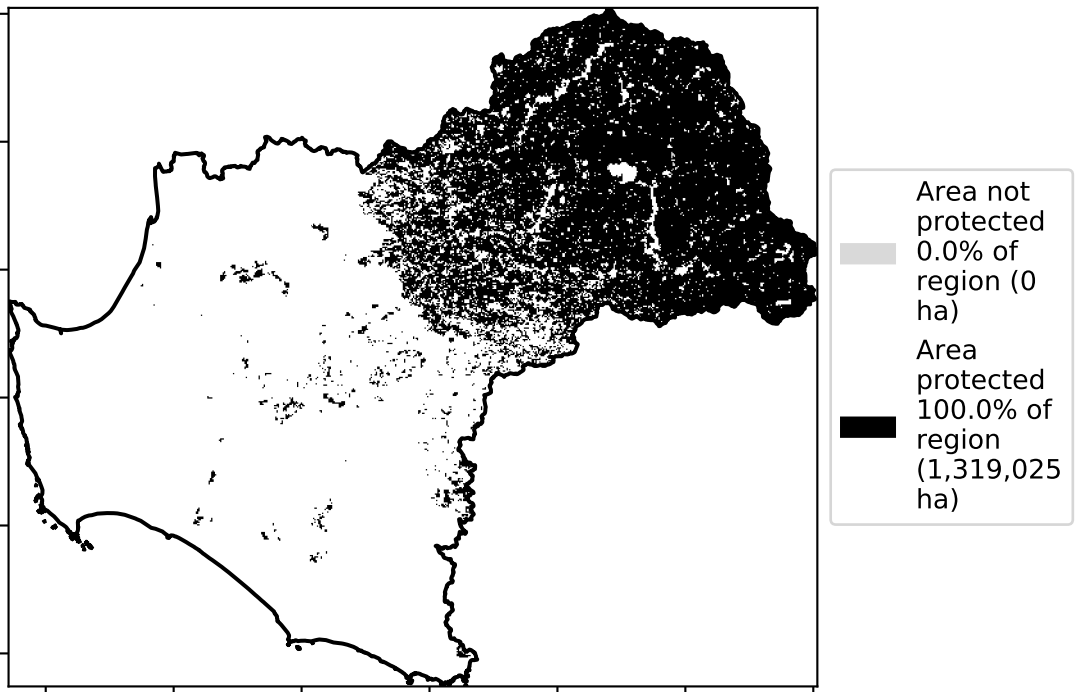 Area not
protected
0.0% of
region (0
ha)
Area
protected
100.0% of
region
(1,319,025
ha)